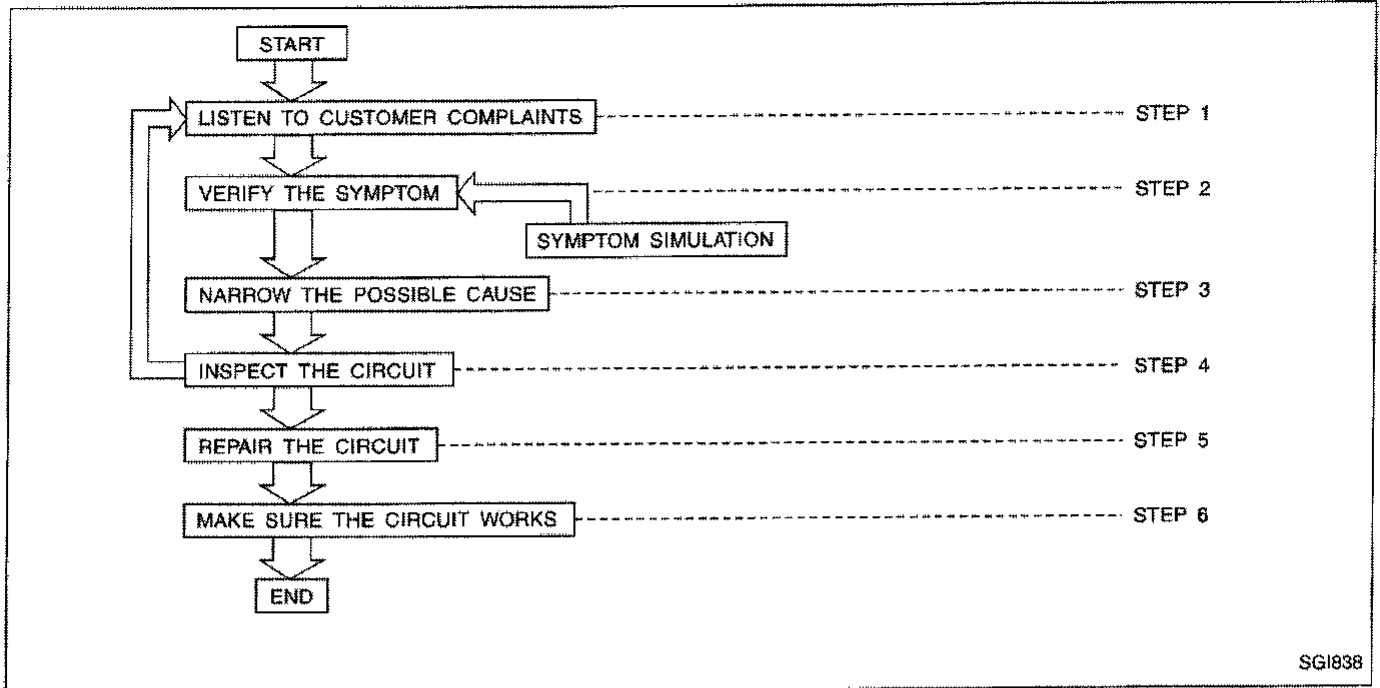 START
LISTEN TO CUSTOMER COMPLAINTS STEP 1
VERIFY THE SYMPTOM STEP 2
SYMPTOM SIMULATION
NARROW THE POSSIBLE CAUSE STEP 3
INSPECT THE CIRCUIT STEP 4
REPAIR THE CIRCUIT STEP 5
MAKE SURE THE CIRCUIT WORKS STEP 6
END
SGI838